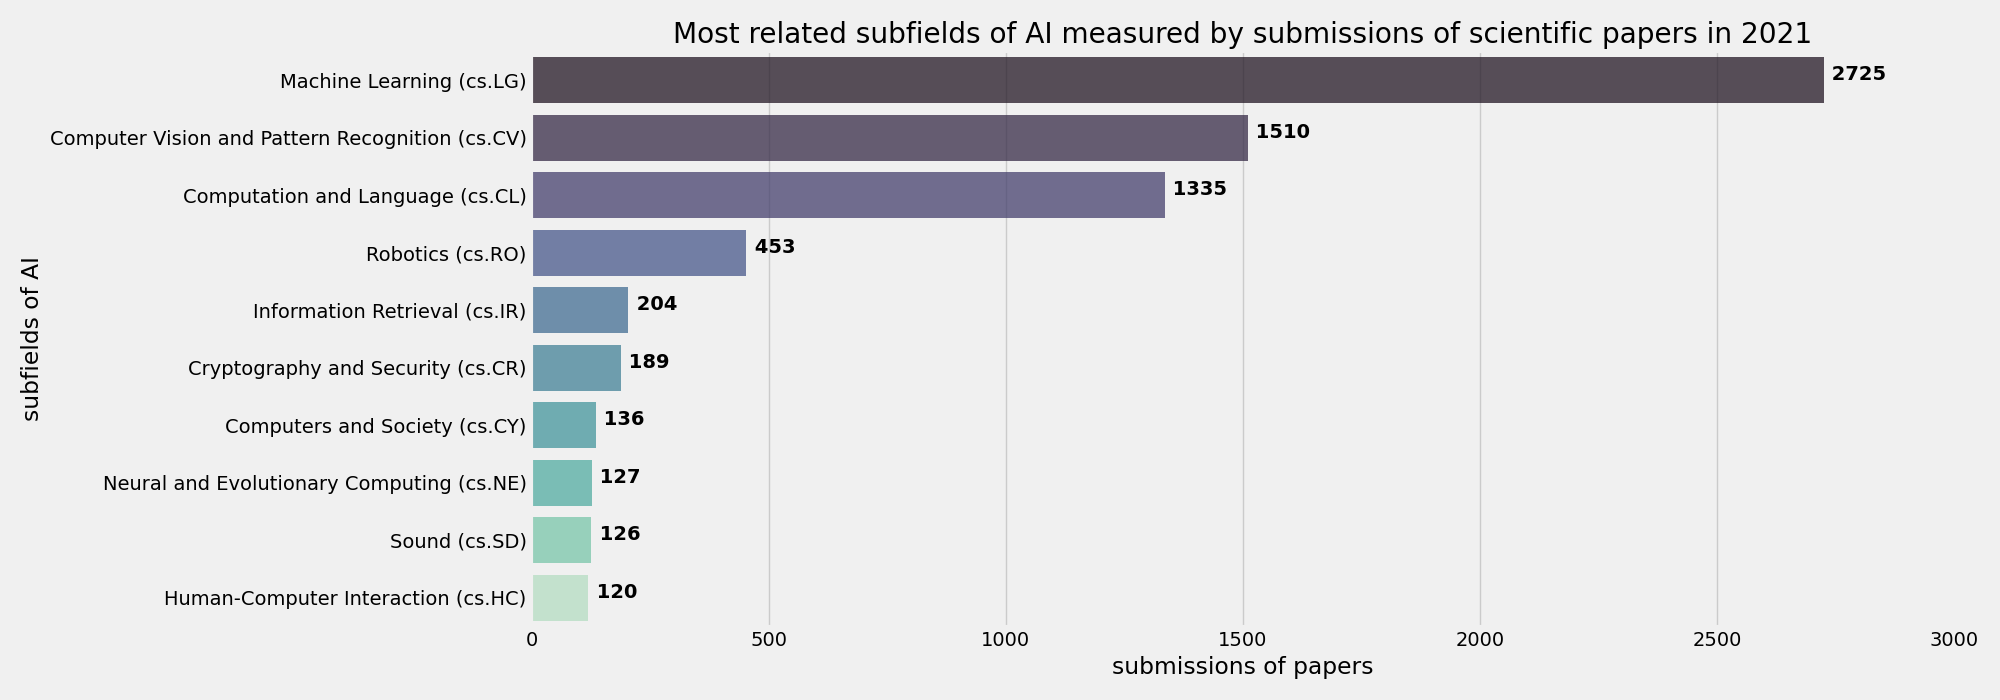 Most related subfields of AI measured by submissions of scientific papers in 2021
Machine Learning (cs.LG) 2725
Computer Vision and Pattern Recognition (cs.CV) 1510
Computation and Language (cs.CL) 1335
Robotics (cs.RO) 453
Information Retrieval (cs.IR) 204
Cryptography and Security (cs.CR) 189
Computers and Society (cs.CY) 136
Neural and Evolutionary Computing (cs.NE) 127
Sound (cs.SD) 126
Human-Computer Interaction (cs.HC) 120
subfields of AI
0 500 1000 1500 2000 2500 3000
submissions of papers